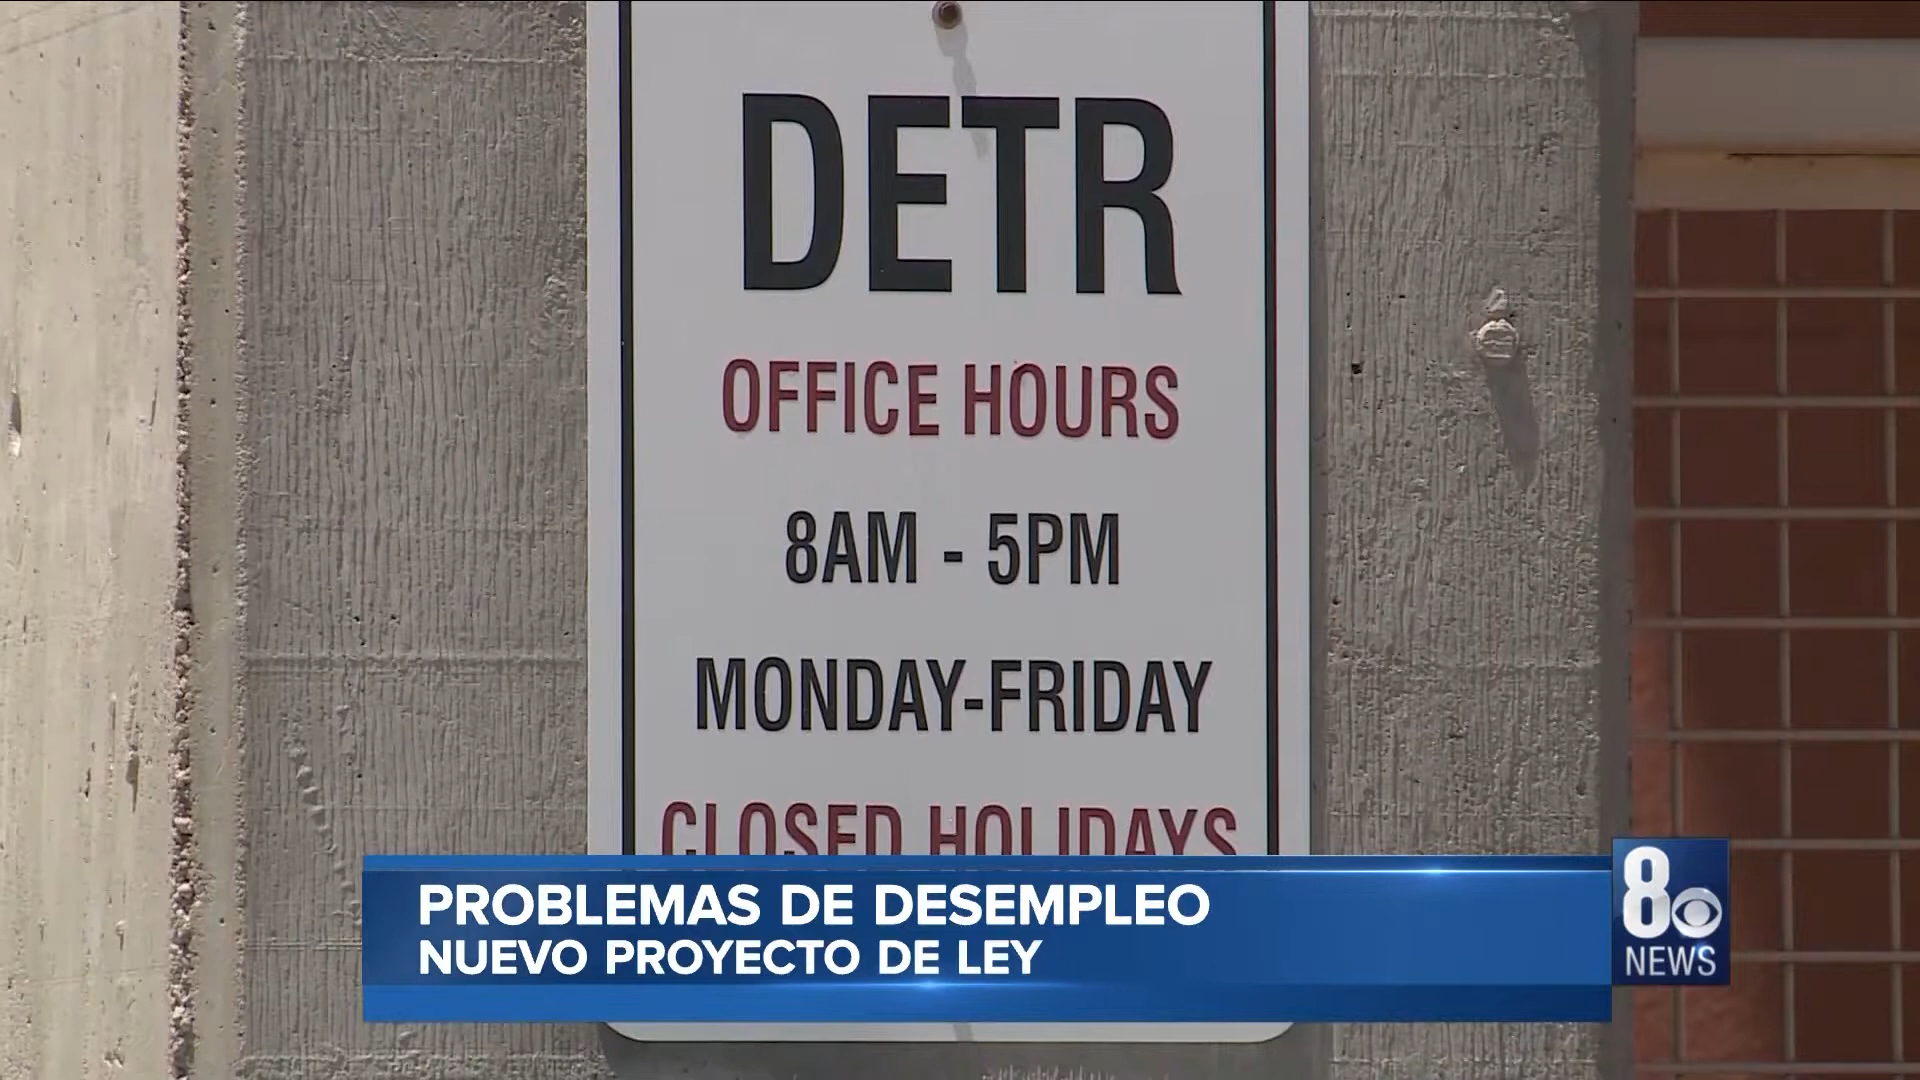 DETR
OFFICE HOURS
8AM - 5PM
MONDAY-FRIDAY
CLOSED HOLIDAYS
PROBLEMAS DE DESEMPLEO
NUEVO PROYECTO DE LEY
8
NEWS